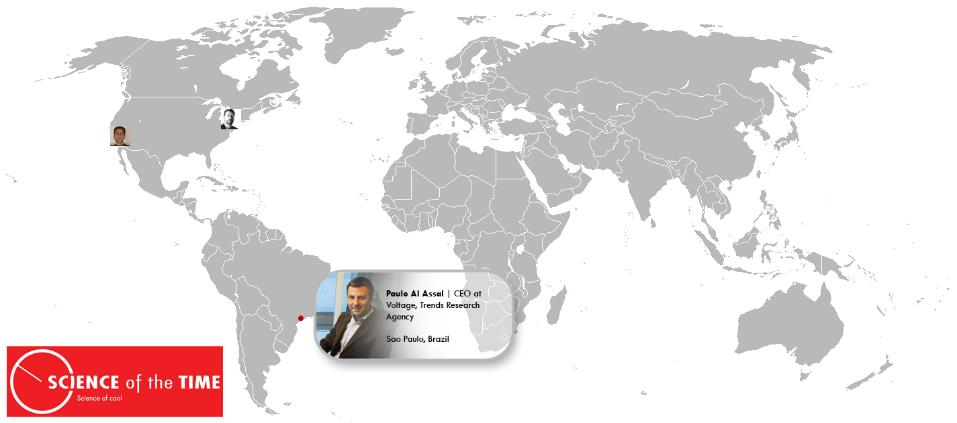 Paulo Al Assal | CEO at
Voltage, Trends Research
Agency
Sao Paulo, Brazil
SCIENCE of the TIME
Science of cool